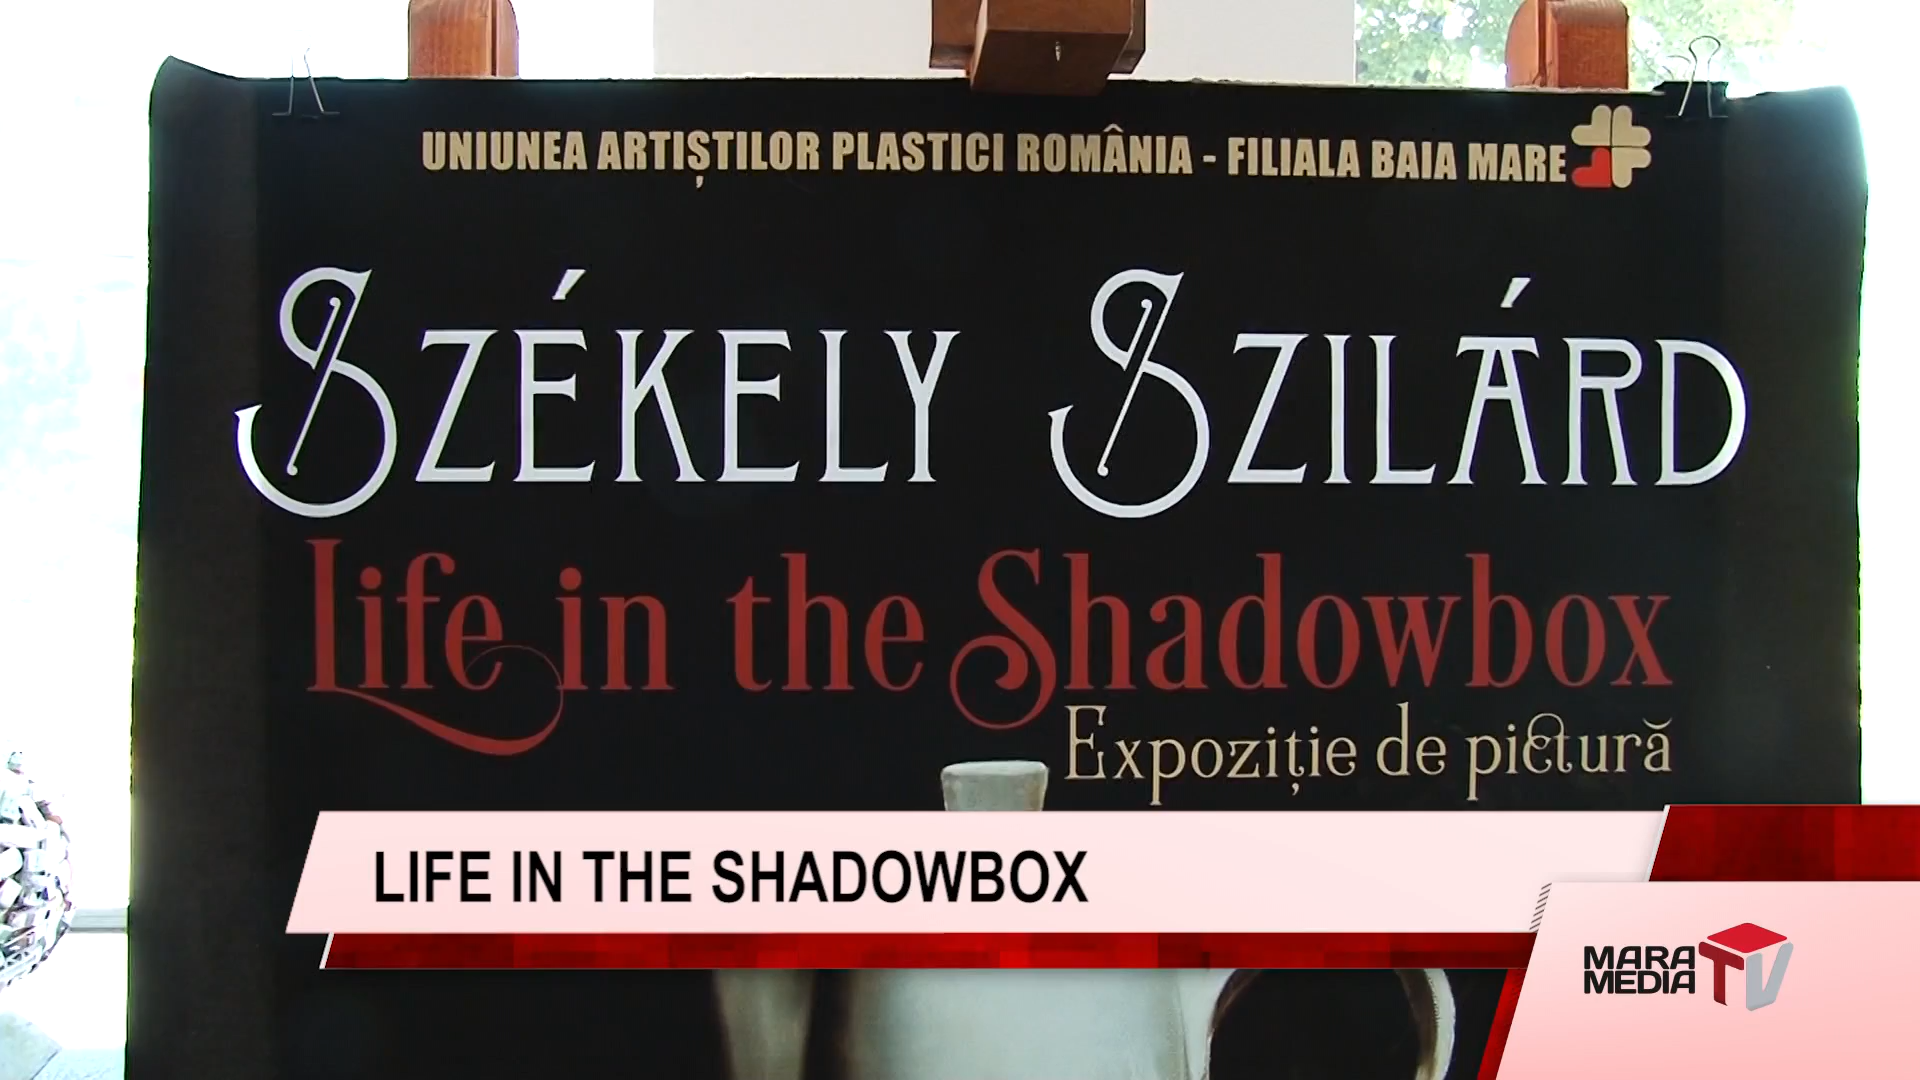 UNIUNEA ARTIȘTILOR PLASTICI ROMÂNIA - FILIALA BAIA MARE
SZÉKELY SZILÁRD
Life in the Shadowbox
Expoziție de pictură
LIFE IN THE SHADOWBOX
MARA
MEDIA
TV